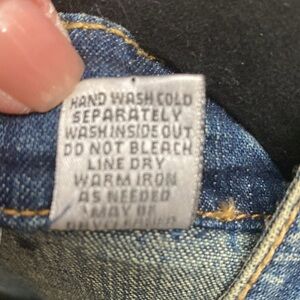 HAND WASH COLD
SEPARATELY
WASH INSIDE OUT
DO NOT BLEACH
LINE DRY
WARM IRON
AS NEEDED
MAY BE